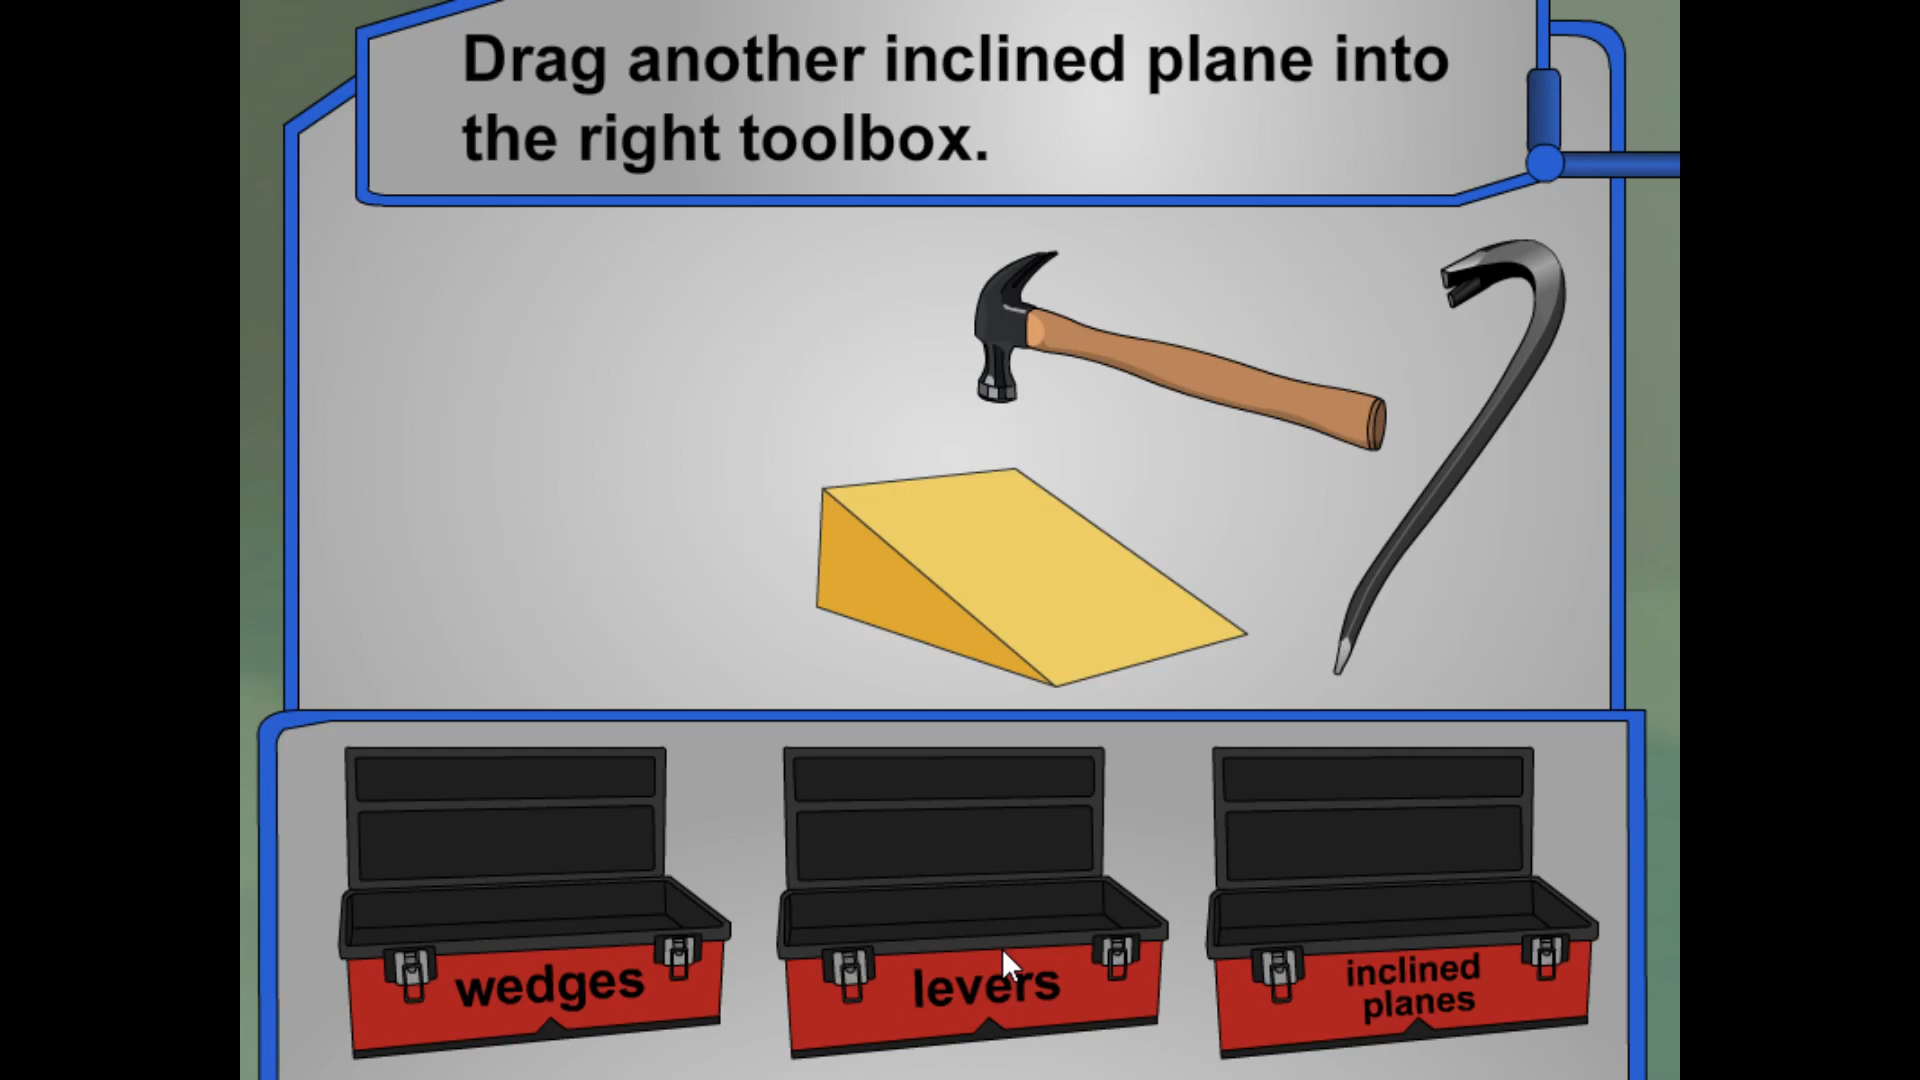 Drag another inclined plane into
the right toolbox.
wedges
levers
inclined
planes